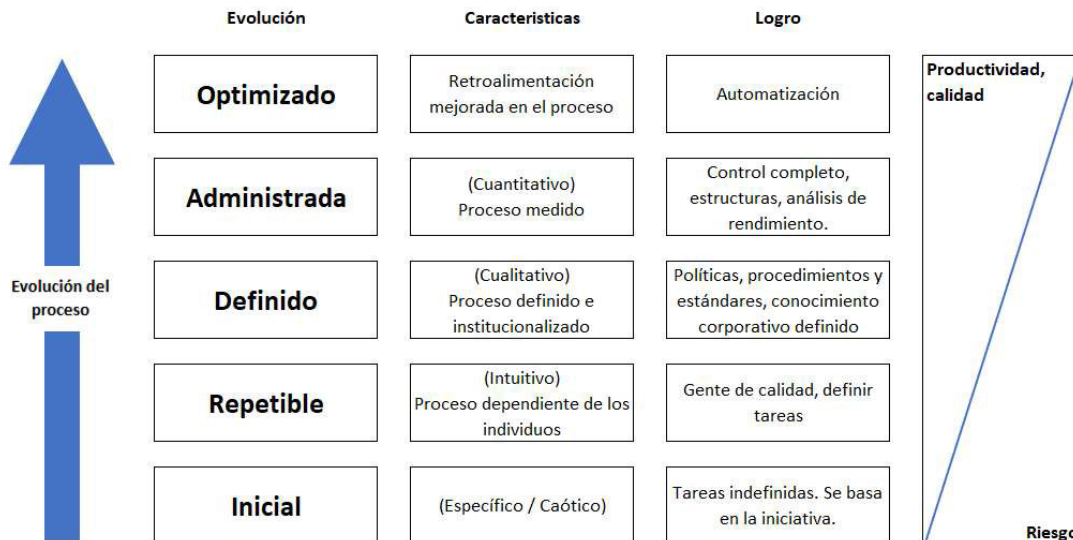 Evolución
Caracteristicas
Logro
Optimizado
Retroalimentación
mejorada en el proceso
Automatización
Productividad,
calidad
Administrada
(Cuantitativo)
Proceso medido
Control completo,
estructuras, análisis de
rendimiento.
Evolución del
proceso
Definido
(Cualitativo)
Proceso definido e
institucionalizado
Políticas, procedimientos y
estándares, conocimiento
corporativo definido
Repetible
(Intuitivo)
Proceso dependiente de los
individuos
Gente de calidad, definir
tareas
Inicial
(Específico / Caótico)
Tareas indefinidas. Se basa
en la iniciativa.
Riesgo